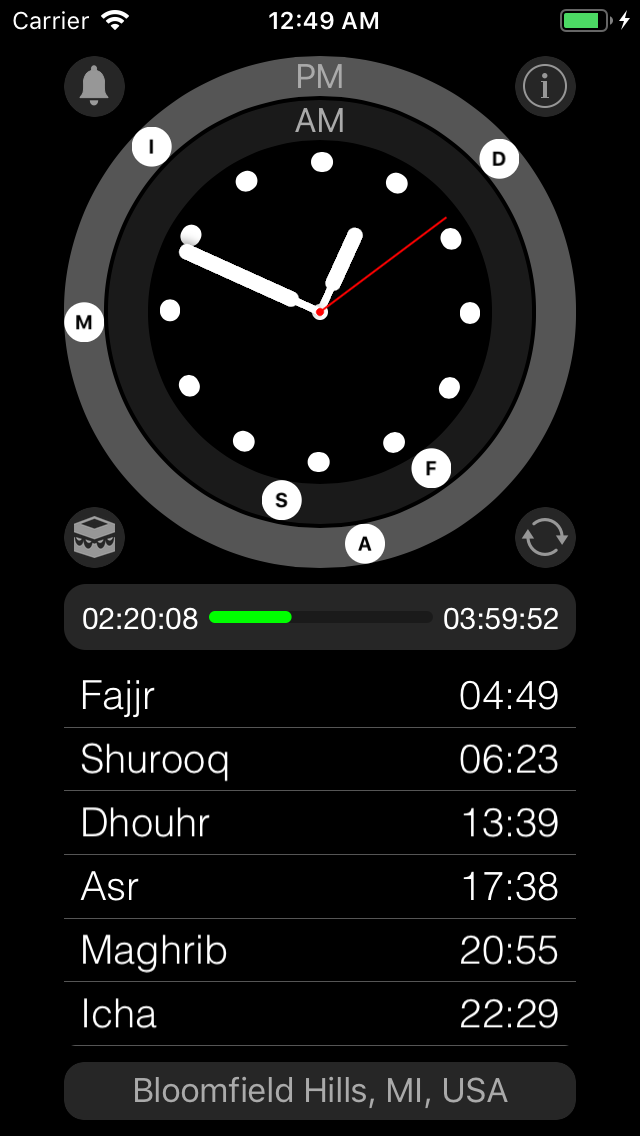 Carrier 12:49 AM
PM
i
AM
I
D
M
F
S
A
02:20:08 03:59:52
Fajjr 04:49
Shurooq 06:23
Dhouhr 13:39
Asr 17:38
Maghrib 20:55
Icha 22:29
Bloomfield Hills, MI, USA